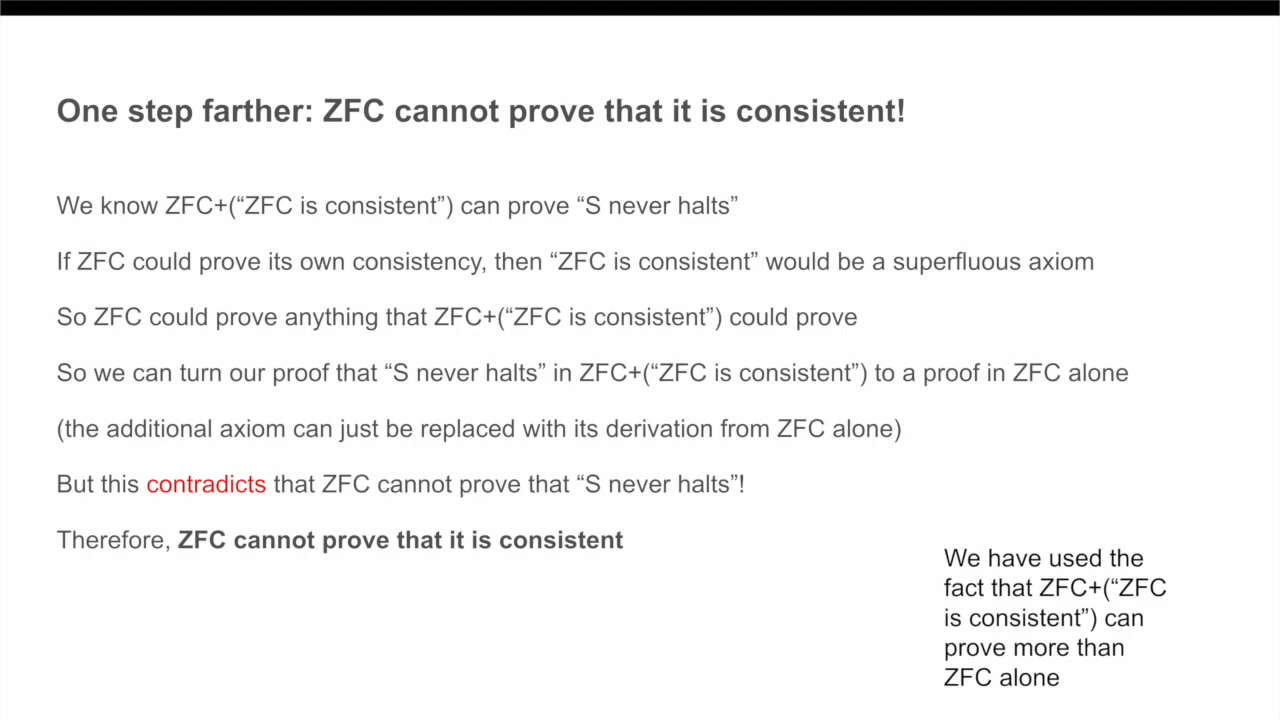 One step farther: ZFC cannot prove that it is consistent!
We know ZFC+(“ZFC is consistent”) can prove “S never halts”
If ZFC could prove its own consistency, then “ZFC is consistent” would be a superfluous axiom
So ZFC could prove anything that ZFC+(“ZFC is consistent”) could prove
So we can turn our proof that “S never halts” in ZFC+(“ZFC is consistent”) to a proof in ZFC alone
(the additional axiom can just be replaced with its derivation from ZFC alone)
But this contradicts that ZFC cannot prove that “S never halts”!
Therefore, ZFC cannot prove that it is consistent
We have used the
fact that ZFC+(“ZFC
is consistent”) can
prove more than
ZFC alone